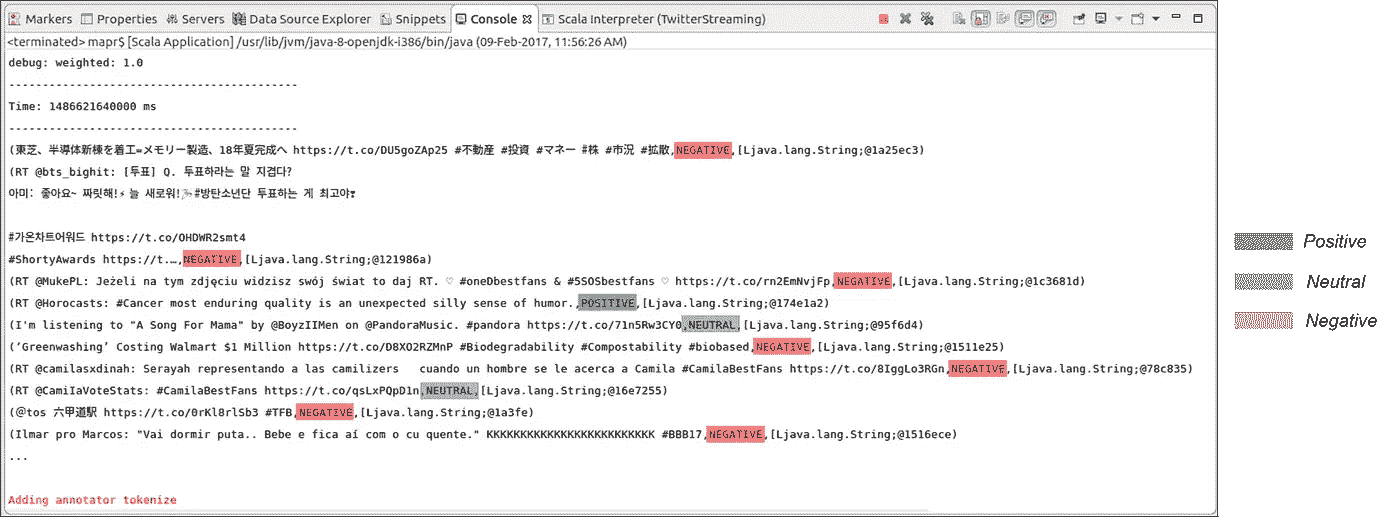 Markers Properties Servers Data Source Explorer Snippets Console Scala Interpreter (TwitterStreaming)
<terminated> mapr$ [Scala Application] /usr/lib/jvm/java-8-openjdk-i386/bin/java (09-Feb-2017, 11:56:26 AM)
debug: weighted: 1.0
-------------------------------------------
Time: 1486621640000 ms
-------------------------------------------
(東芝、半導体新棟を着工=メモリー製造、18年夏完成へ https://t.co/DU5goZAp25 #不動産 #投資 #マネー #株 #市況 #拡散,NEGATIVE,[Ljava.lang.String;@1a25ec3)
(RT @bts_bighit: [투표] Q. 투표하라는 말 지겹다?
아미: 좋아요~ 짜릿해!⚡ 늘 새로워! #방탄소년단 투표하는 게 최고야❣
#가온차트어워드 https://t.co/OHDWR2smt4
#ShortyAwards https://t.…,NEGATIVE,[Ljava.lang.String;@121986a)
(RT @MukePL: Jeżeli na tym zdjęciu widzisz swój świat to daj RT. ♡ #oneDbestfans & #5SOSbestfans ♡ https://t.co/rn2EmNvjFp,NEGATIVE,[Ljava.lang.String;@1c3681d)
(RT @Horocasts: #Cancer most enduring quality is an unexpected silly sense of humor.,POSITIVE,[Ljava.lang.String;@174e1a2)
(I'm listening to "A Song For Mama" by @BoyzIIMen on @PandoraMusic. #pandora https://t.co/71n5Rw3CY0,NEUTRAL,[Ljava.lang.String;@95f6d4)
(‘Greenwashing’ Costing Walmart $1 Million https://t.co/D8XO2RZMnP #Biodegradability #Compostability #biobased,NEGATIVE,[Ljava.lang.String;@1511e25)
(RT @camilasxdinah: Serayah representando a las camilizers   cuando un hombre se le acerca a Camila #CamilaBestFans https://t.co/8IggLo3RGn,NEGATIVE,[Ljava.lang.String;@78c835)
(RT @CamiIaVoteStats: #CamilaBestFans https://t.co/qsLxPQpD1n,NEUTRAL,[Ljava.lang.String;@16e7255)
(@tos 六甲道駅 https://t.co/0rKl8rlSb3 #TFB,NEGATIVE,[Ljava.lang.String;@1a3fe)
(Ilmar pro Marcos: "Vai dormir puta.. Bebe e fica aí com o cu quente." KKKKKKKKKKKKKKKKKKKKKKKKK #BBB17,NEGATIVE,[Ljava.lang.String;@1516ece)
...
Adding annotator tokenize
Positive
Neutral
Negative